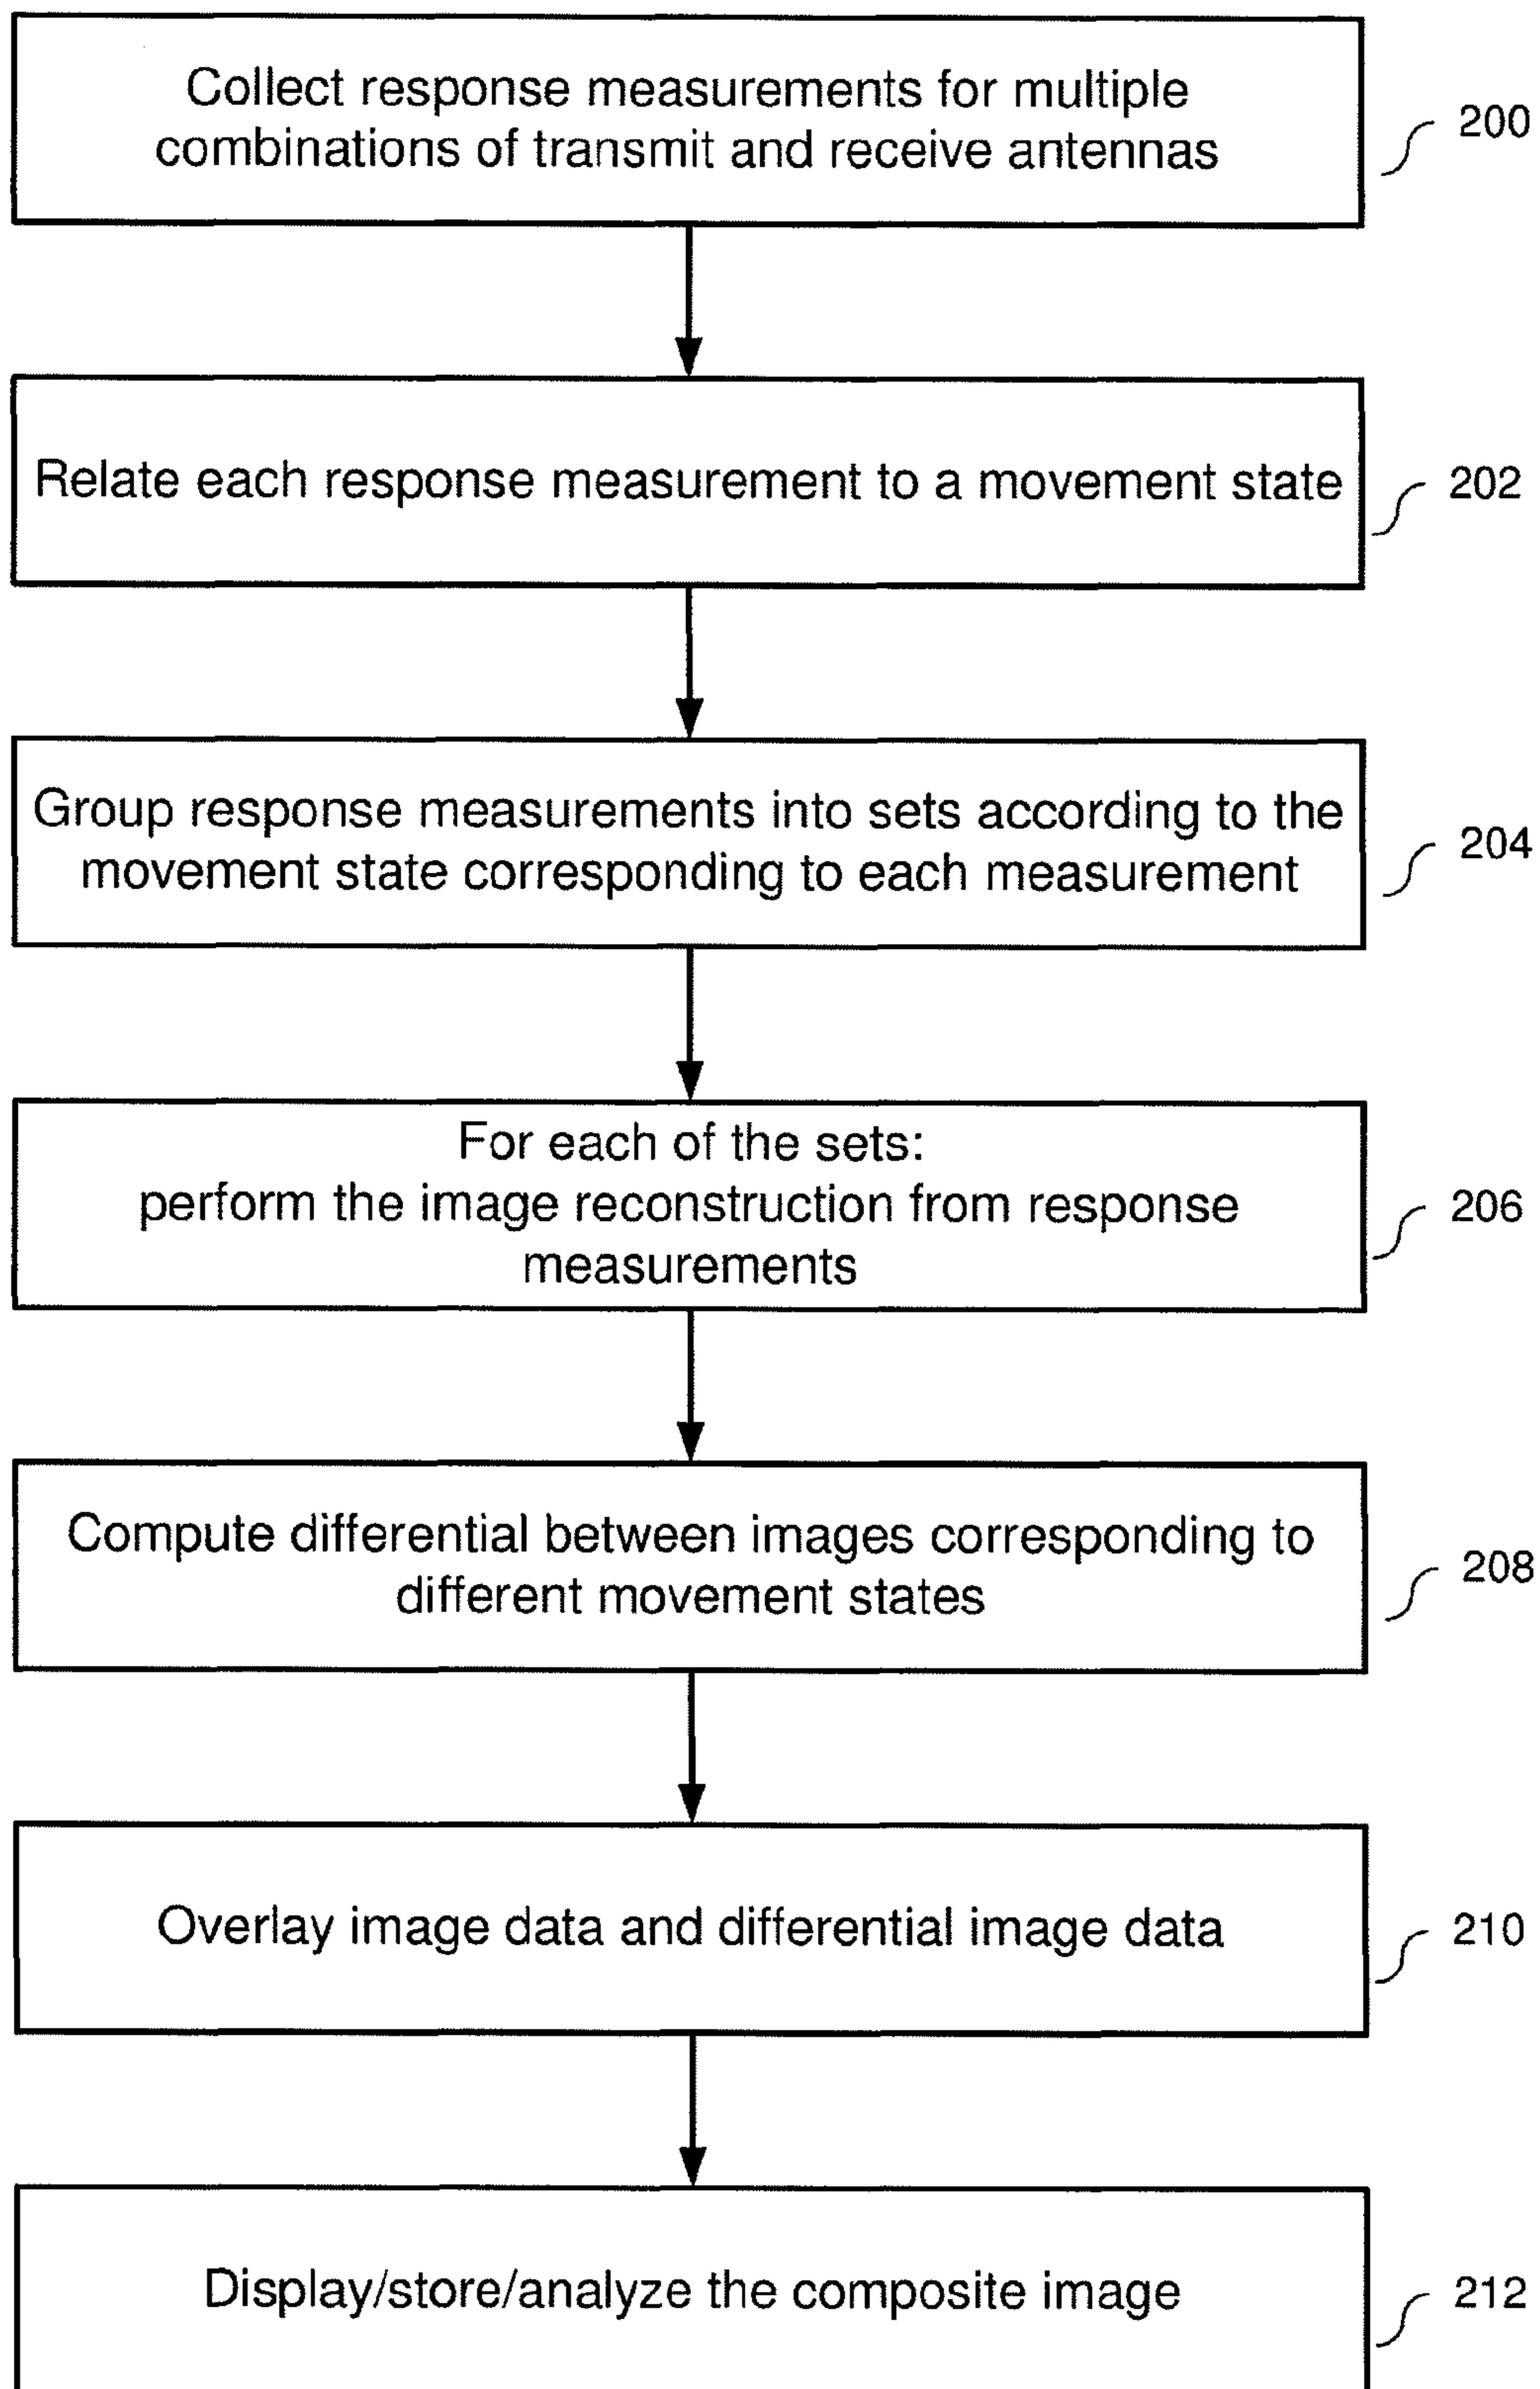 Collect response measurements for multiple
combinations of transmit and receive antennas
200
Relate each response measurement to a movement state
202
Group response measurements into sets according to the
movement state corresponding to each measurement
204
For each of the sets:
perform the image reconstruction from response
measurements
206
Compute differential between images corresponding to
different movement states
208
Overlay image data and differential image data
210
Display/store/analyze the composite image
212